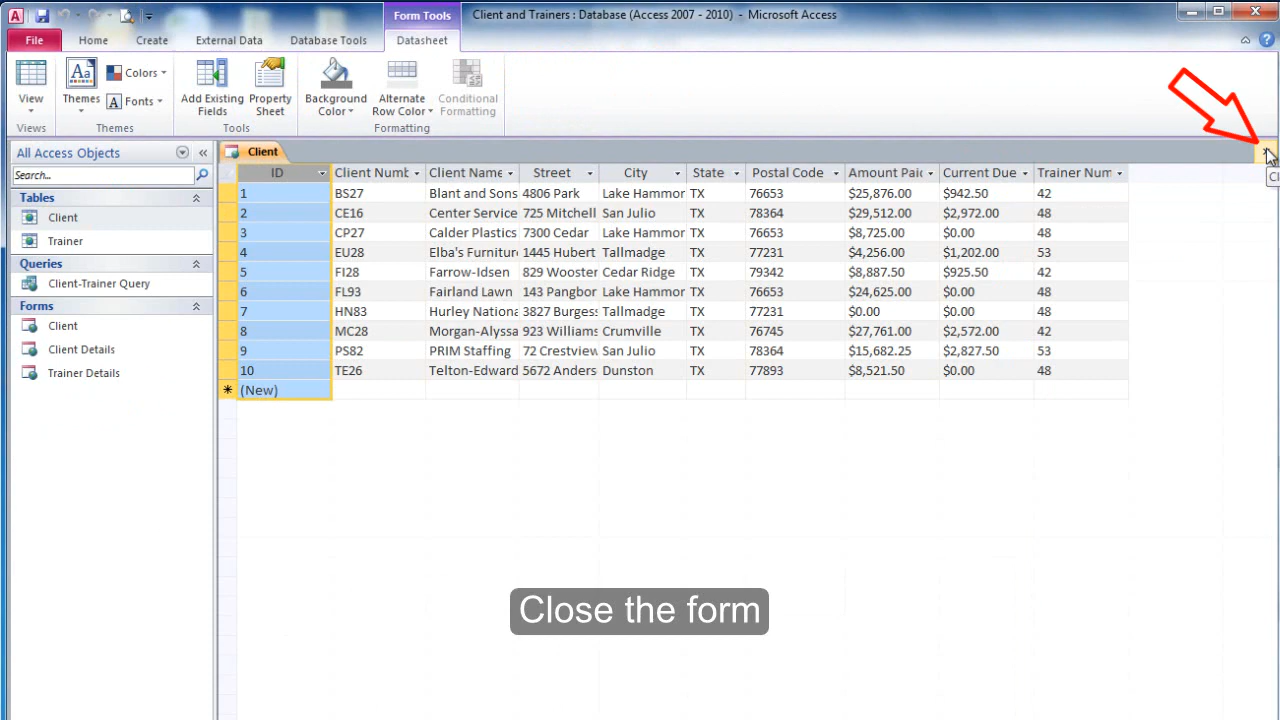 A
Form Tools
Client and Trainers : Database (Access 2007 - 2010) - Microsoft Access
File Home Create External Data Database Tools Datasheet
View
Aa Themes
Colors
A Fonts
Add Existing Fields
Property Sheet
Background Color
Alternate Row Color
Conditional Formatting
Views Themes Tools Formatting
All Access Objects
Search...
Tables
Client
Trainer
Queries
Client-Trainer Query
Forms
Client
Client Details
Trainer Details
Client
ID Client Numb Client Name Street City State Postal Code Amount Paid Current Due Trainer Num
1 BS27 Blant and Sons 4806 Park Lake Hammor TX 76653 $25,876.00 $942.50 42
2 CE16 Center Service 725 Mitchell San Julio TX 78364 $29,512.00 $2,972.00 48
3 CP27 Calder Plastics 7300 Cedar Lake Hammor TX 76653 $8,725.00 $0.00 48
4 EU28 Elba's Furniture 1445 Hubert Tallmadge TX 77231 $4,256.00 $1,202.00 53
5 FI28 Farrow-Idsen 829 Wooster Cedar Ridge TX 79342 $8,887.50 $925.50 42
6 FL93 Fairland Lawn 143 Pangbor Lake Hammor TX 76653 $24,625.00 $0.00 48
7 HN83 Hurley Nationa 3827 Burgess Tallmadge TX 77231 $0.00 $0.00 48
8 MC28 Morgan-Alyssa 923 Williams Crumville TX 76745 $27,761.00 $2,572.00 42
9 PS82 PRIM Staffing 72 Crestview San Julio TX 78364 $15,682.25 $2,827.50 53
10 TE26 Telton-Edward 5672 Anders Dunston TX 77893 $8,521.50 $0.00 48
(New)
Close the form